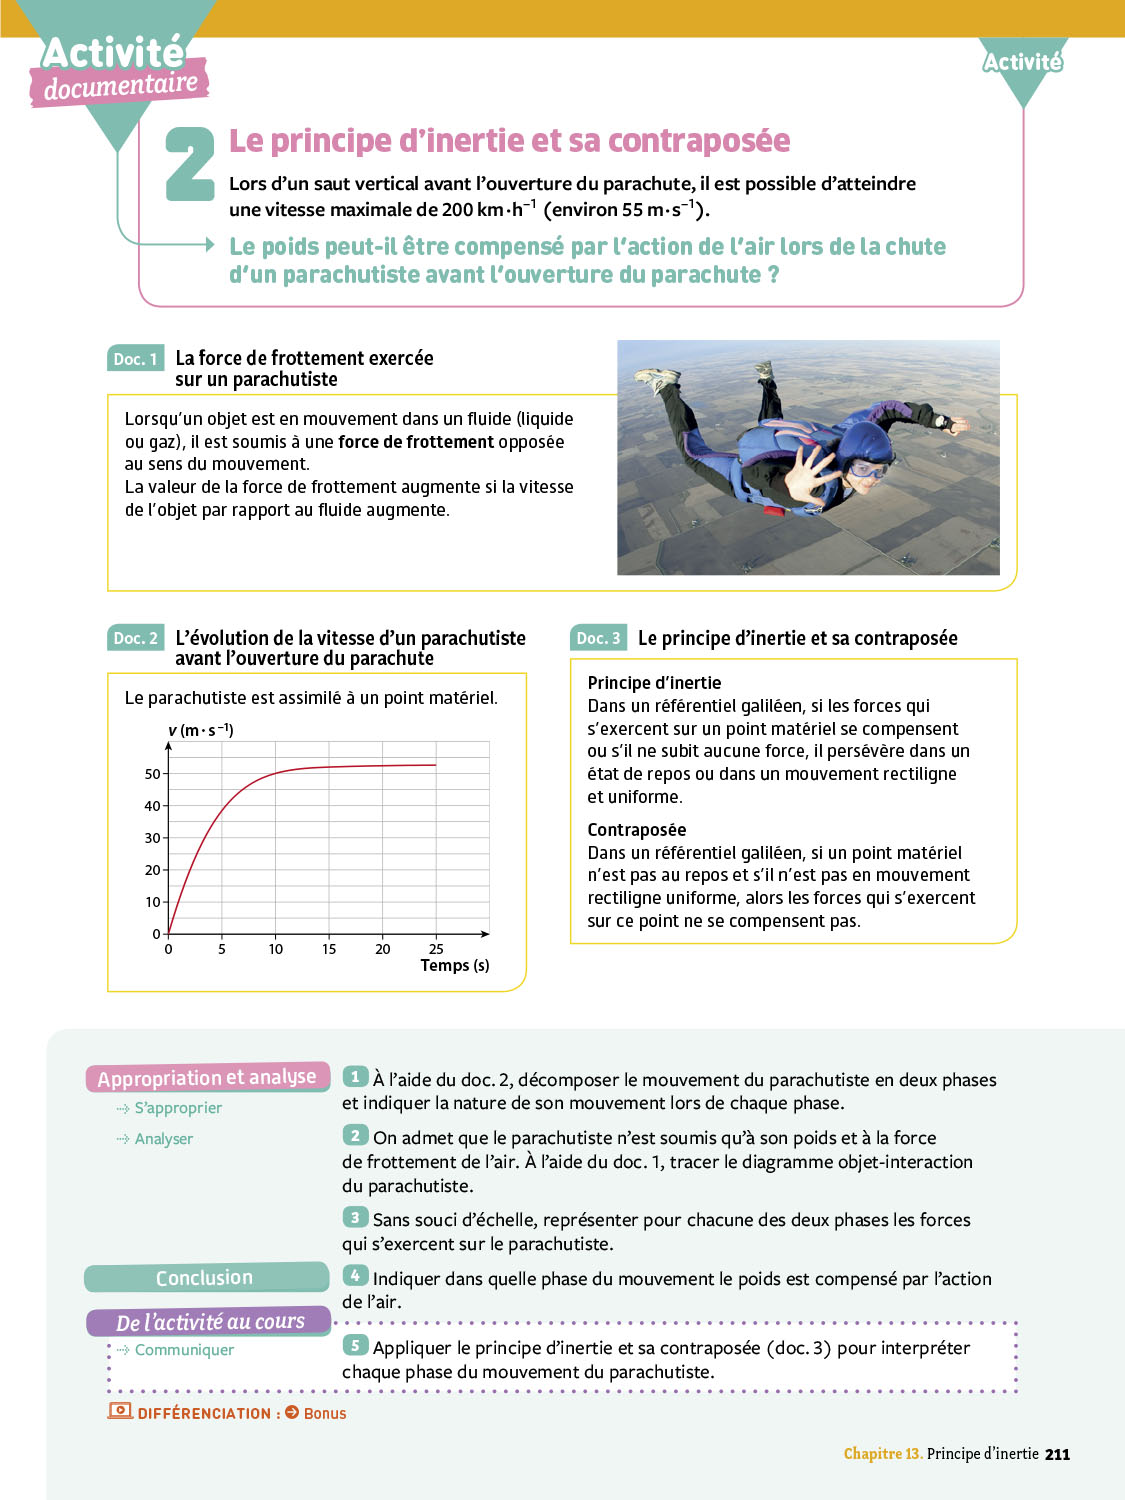 Activité
documentaire
Activité
2 Le principe d'inertie et sa contraposée
Lors d'un saut vertical avant l'ouverture du parachute, il est possible d'atteindre
une vitesse maximale de 200 km·h⁻¹ (environ 55 m·s⁻¹).
Le poids peut-il être compensé par l'action de l'air lors de la chute
d'un parachutiste avant l'ouverture du parachute ?
Doc. 1 La force de frottement exercée
sur un parachutiste
Lorsqu'un objet est en mouvement dans un fluide (liquide
ou gaz), il est soumis à une force de frottement opposée
au sens du mouvement.
La valeur de la force de frottement augmente si la vitesse
de l'objet par rapport au fluide augmente.
Doc. 2 L'évolution de la vitesse d'un parachutiste
avant l'ouverture du parachute
Le parachutiste est assimilé à un point matériel.
v (m·s⁻¹)
50
40
30
20
10
0
0 5 10 15 20 25
Temps (s)
Doc. 3 Le principe d'inertie et sa contraposée
Principe d'inertie
Dans un référentiel galiléen, si les forces qui
s'exercent sur un point matériel se compensent
ou s'il ne subit aucune force, il persévère dans un
état de repos ou dans un mouvement rectiligne
et uniforme.
Contraposée
Dans un référentiel galiléen, si un point matériel
n'est pas au repos et s'il n'est pas en mouvement
rectiligne uniforme, alors les forces qui s'exercent
sur ce point ne se compensent pas.
Appropriation et analyse
S'approprier
Analyser
1 À l'aide du doc. 2, décomposer le mouvement du parachutiste en deux phases
et indiquer la nature de son mouvement lors de chaque phase.
2 On admet que le parachutiste n'est soumis qu'à son poids et à la force
de frottement de l'air. À l'aide du doc. 1, tracer le diagramme objet-interaction
du parachutiste.
3 Sans souci d'échelle, représenter pour chacune des deux phases les forces
qui s'exercent sur le parachutiste.
Conclusion
4 Indiquer dans quelle phase du mouvement le poids est compensé par l'action
de l'air.
De l'activité au cours
Communiquer
5 Appliquer le principe d'inertie et sa contraposée (doc. 3) pour interpréter
chaque phase du mouvement du parachutiste.
DIFFÉRENCIATION : Bonus
Chapitre 13. Principe d'inertie 211